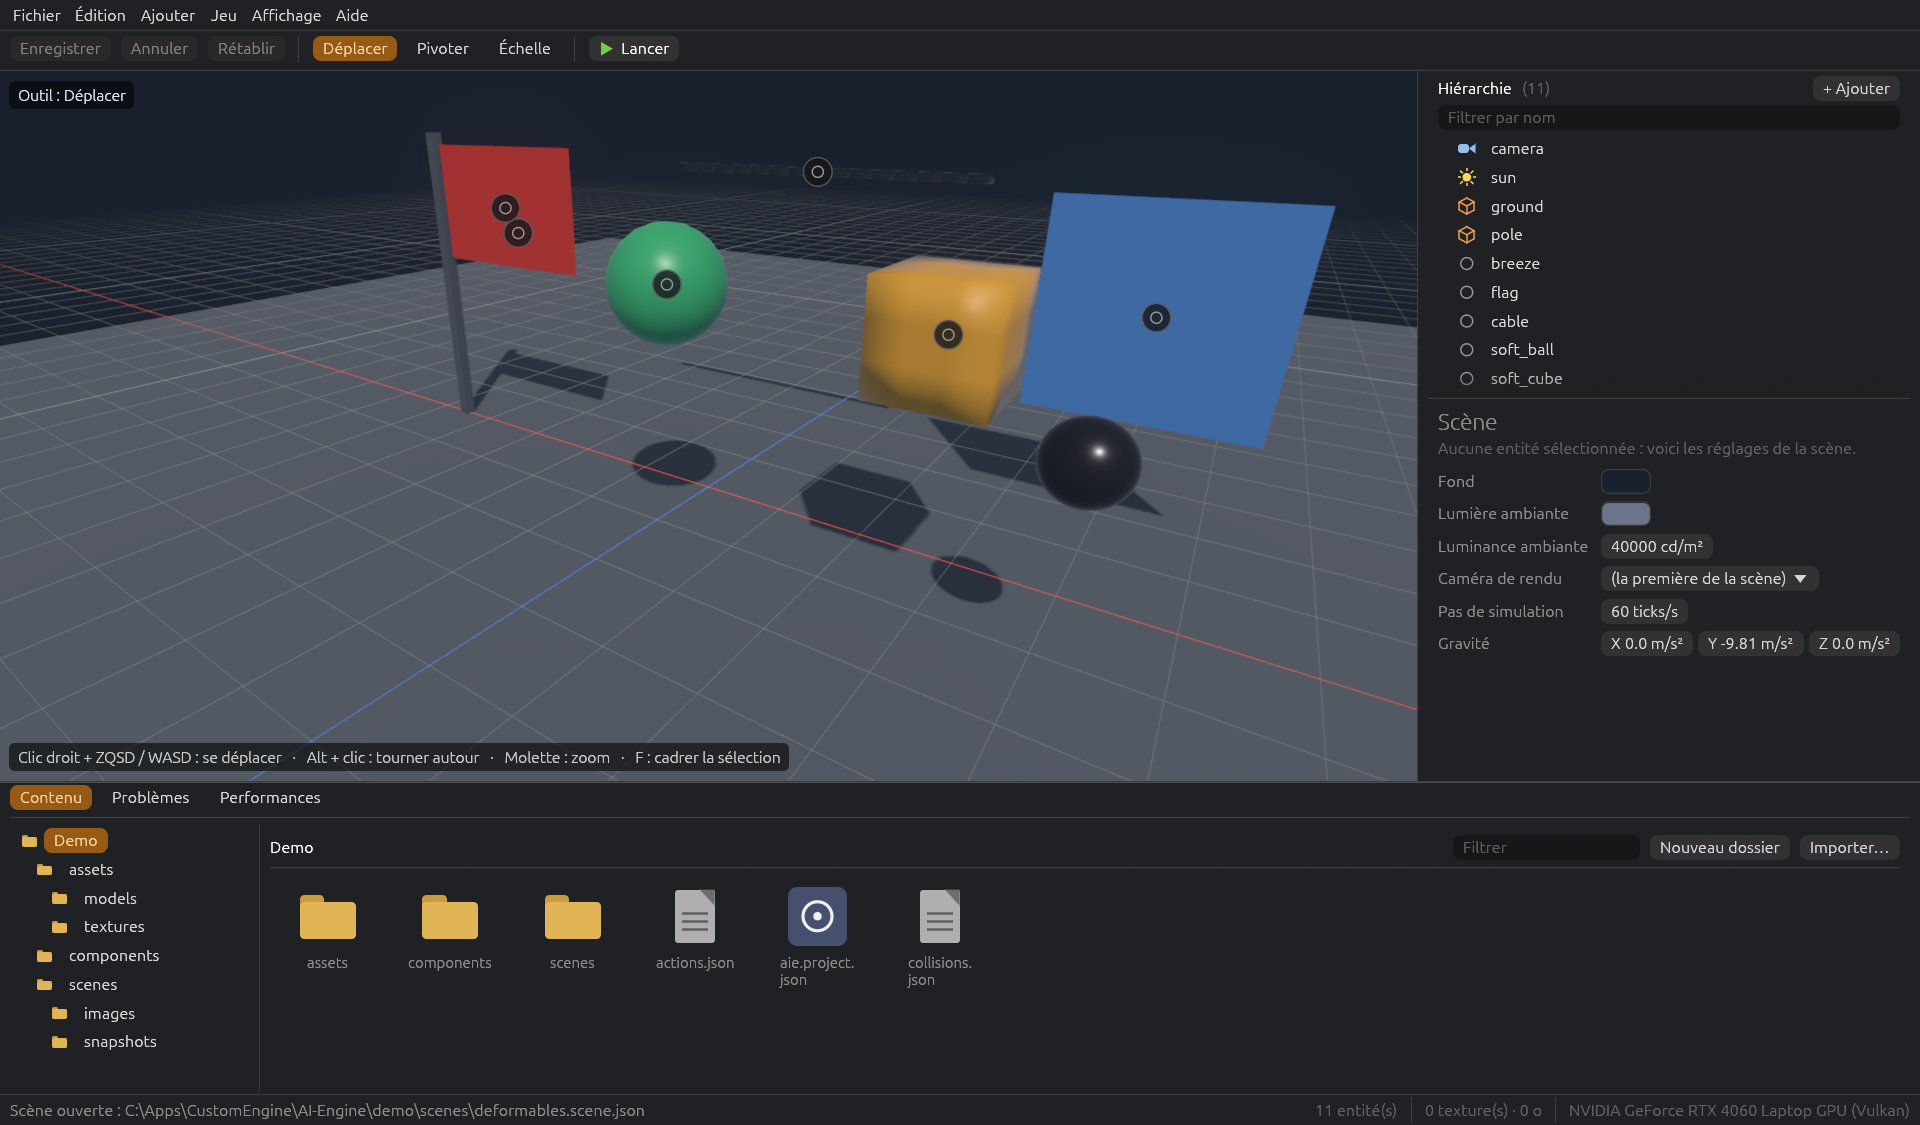 Fichier Édition Ajouter Jeu Affichage Aide
Enregistrer Annuler Rétablir Déplacer Pivoter Échelle Lancer
Outil : Déplacer
Clic droit + ZQSD / WASD : se déplacer · Alt + clic : tourner autour · Molette : zoom · F : cadrer la sélection
Hiérarchie (11) + Ajouter
Filtrer par nom
camera
sun
ground
pole
breeze
flag
cable
soft_ball
soft_cube
Scène
Aucune entité sélectionnée : voici les réglages de la scène.
Fond
Lumière ambiante
Luminance ambiante 40000 cd/m²
Caméra de rendu (la première de la scène)
Pas de simulation 60 ticks/s
Gravité X 0.0 m/s² Y -9.81 m/s² Z 0.0 m/s²
Contenu Problèmes Performances
Demo
assets
models
textures
components
scenes
images
snapshots
Demo Filtrer Nouveau dossier Importer…
assets components scenes actions.json aie.project. collisions.
json json
Scène ouverte : C:\Apps\CustomEngine\AI-Engine\demo\scenes\deformables.scene.json 11 entité(s) 0 texture(s) · 0 o NVIDIA GeForce RTX 4060 Laptop GPU (Vulkan)